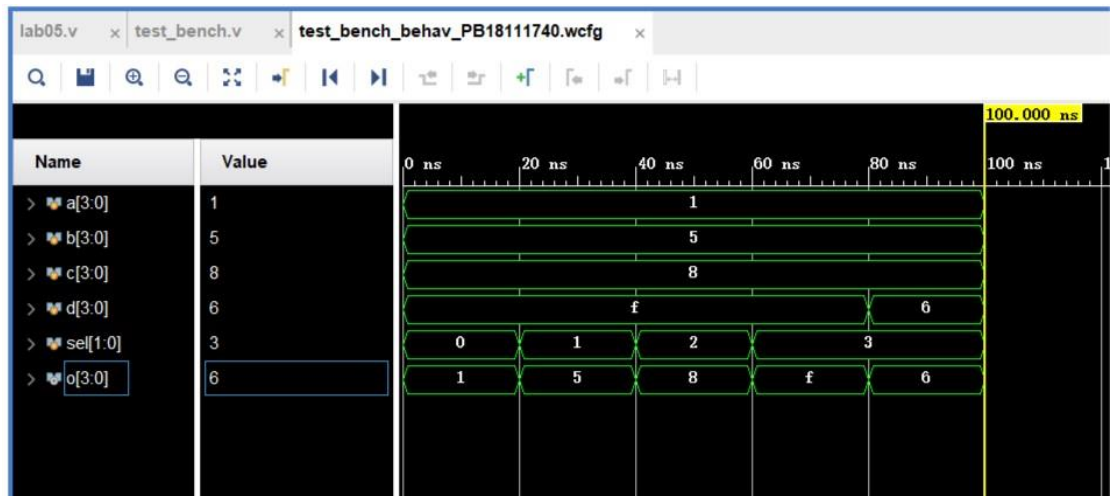 lab05.v × test_bench.v × test_bench_behav_PB18111740.wcfg ×
100.000 ns
Name Value 0 ns 20 ns 40 ns 60 ns 80 ns 100 ns 1
> a[3:0] 1 1
> b[3:0] 5 5
> c[3:0] 8 8
> d[3:0] 6 f 6
> sel[1:0] 3 0 1 2 3
> o[3:0] 6 1 5 8 f 6